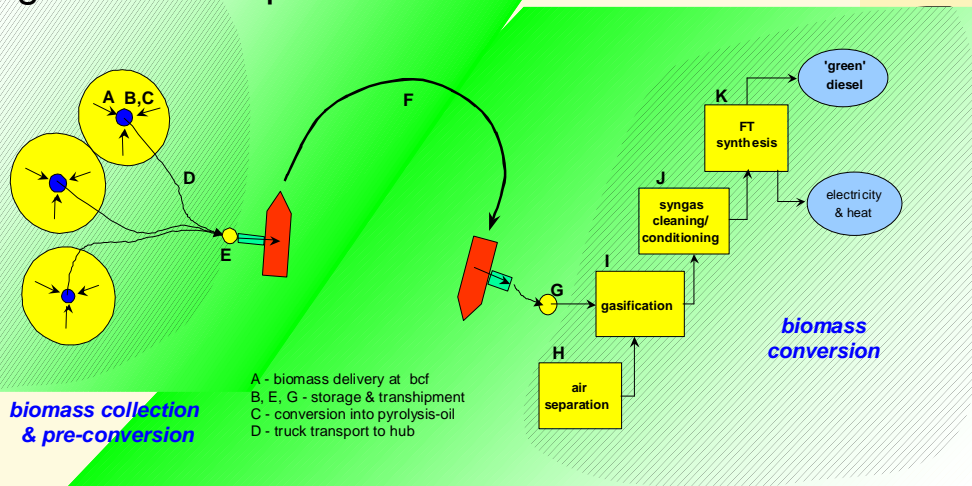 A B,C
D
E
F
G
H
air
separation
I
gasification
J
syngas
cleaning/
conditioning
K
FT
synthesis
'green'
diesel
electricity
& heat
biomass
conversion
A - biomass delivery at bcf
B, E, G - storage & transhipment
C - conversion into pyrolysis-oil
D - truck transport to hub
biomass collection
& pre-conversion